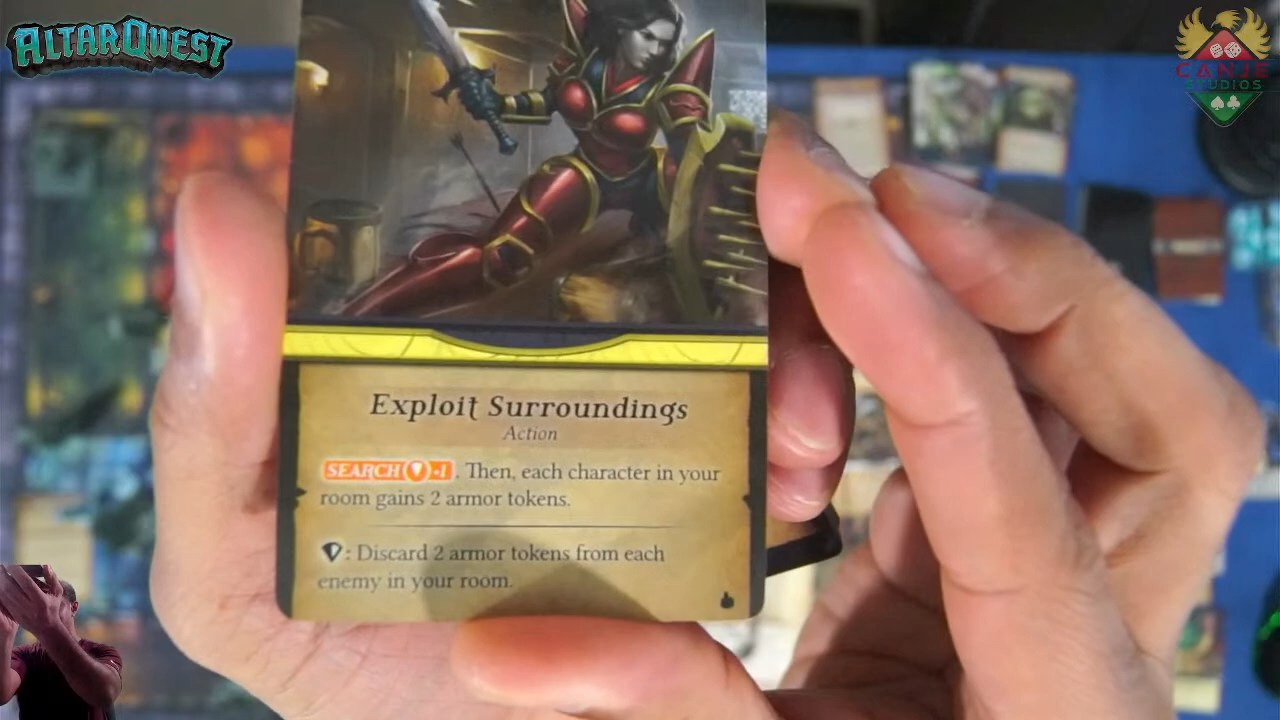 ALTARQUEST
CANJE
STUDIOS
Exploit Surroundings
Action
SEARCH -1. Then, each character in your
room gains 2 armor tokens.
: Discard 2 armor tokens from each
enemy in your room.